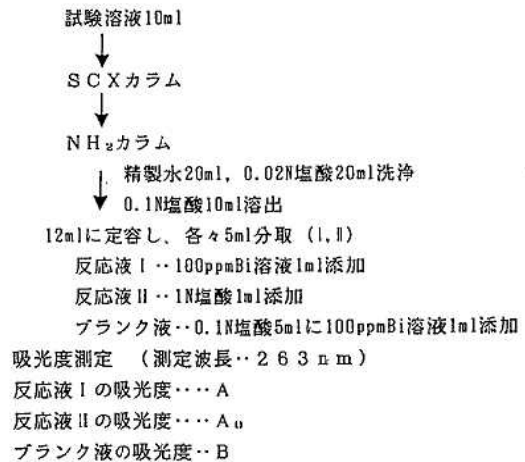 試験溶液10ml
SCXカラム
NH₂カラム
精製水20ml, 0.02N塩酸20ml洗浄
0.1N塩酸10ml溶出
12mlに定容し、各々5ml分取 (I,II)
反応液I‥100ppmBi溶液1ml添加
反応液II‥1N塩酸1ml添加
ブランク液‥0.1N塩酸5mlに100ppmBi溶液1ml添加
吸光度測定 (測定波長‥263nm)
反応液Iの吸光度‥‥A
反応液IIの吸光度‥‥A₀
ブランク液の吸光度‥B